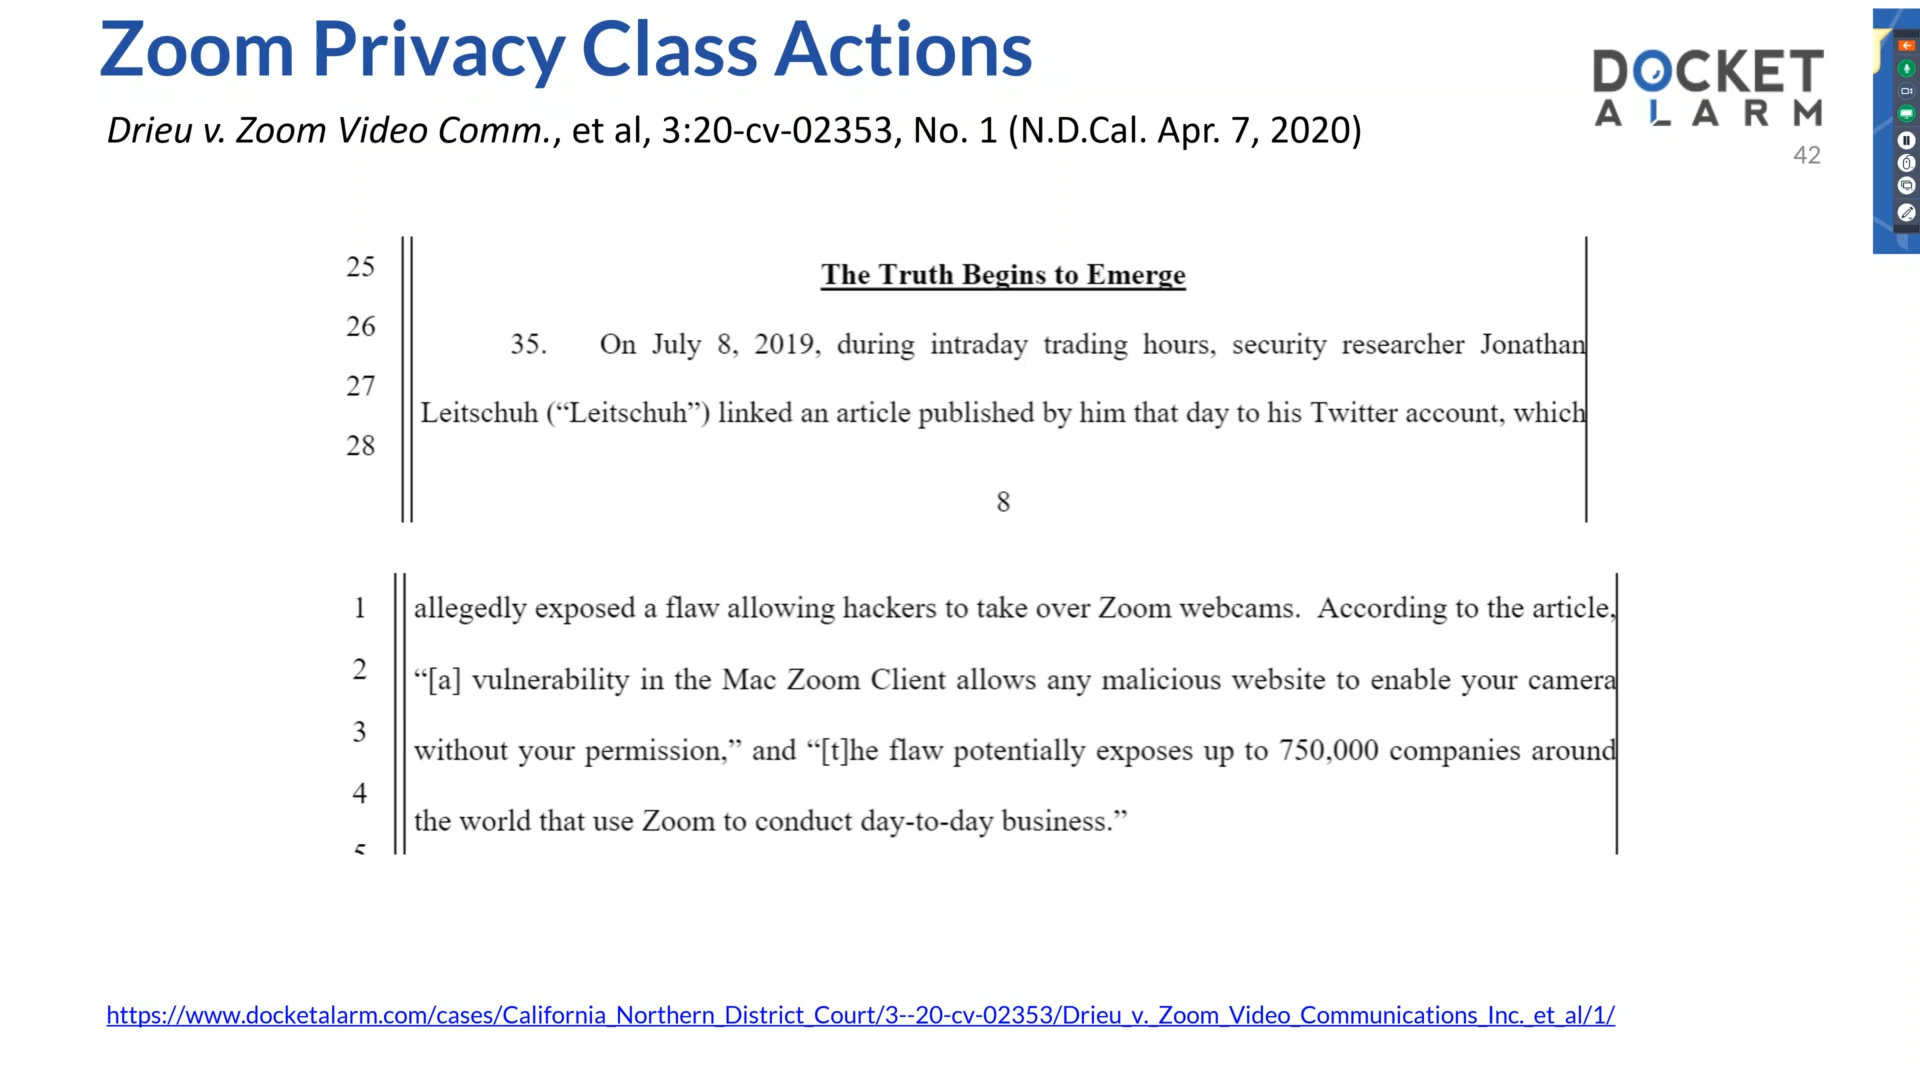 Zoom Privacy Class Actions
DOCKET
ALARM
Drieu v. Zoom Video Comm., et al, 3:20-cv-02353, No. 1 (N.D.Cal. Apr. 7, 2020)
42
25
The Truth Begins to Emerge
26
35. On July 8, 2019, during intraday trading hours, security researcher Jonathan
27
Leitschuh (“Leitschuh”) linked an article published by him that day to his Twitter account, which
28
8
1 allegedly exposed a flaw allowing hackers to take over Zoom webcams. According to the article,
2 “[a] vulnerability in the Mac Zoom Client allows any malicious website to enable your camera
3 without your permission,” and “[t]he flaw potentially exposes up to 750,000 companies around
4 the world that use Zoom to conduct day-to-day business.”
https://www.docketalarm.com/cases/California_Northern_District_Court/3--20-cv-02353/Drieu_v._Zoom_Video_Communications_Inc._et_al/1/